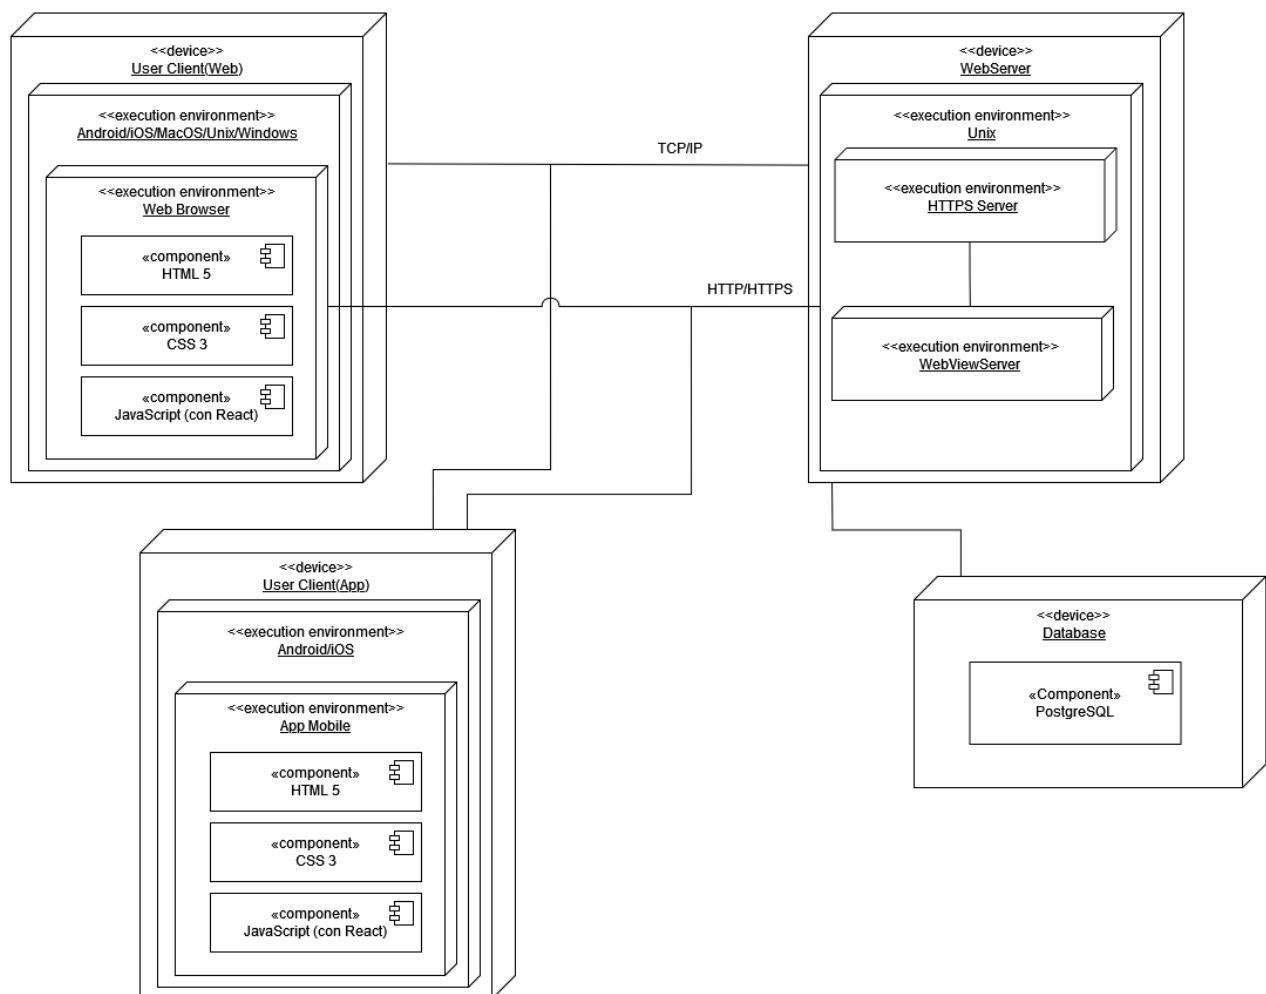 <<device>>
User Client(Web)
<<execution environment>>
Android/iOS/MacOS/Unix/Windows
<<execution environment>>
Web Browser
«component»
HTML 5
«component»
CSS 3
«component»
JavaScript (con React)
TCP/IP
HTTP/HTTPS
<<device>>
WebServer
<<execution environment>>
Unix
<<execution environment>>
HTTPS Server
<<execution environment>>
WebViewServer
<<device>>
User Client(App)
<<execution environment>>
Android/iOS
<<execution environment>>
App Mobile
«component»
HTML 5
«component»
CSS 3
«component»
JavaScript (con React)
<<device>>
Database
«Component»
PostgreSQL